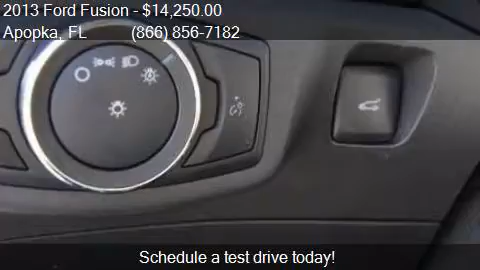 2013 Ford Fusion - $14,250.00
Apopka, FL (866) 856-7182
Schedule a test drive today!